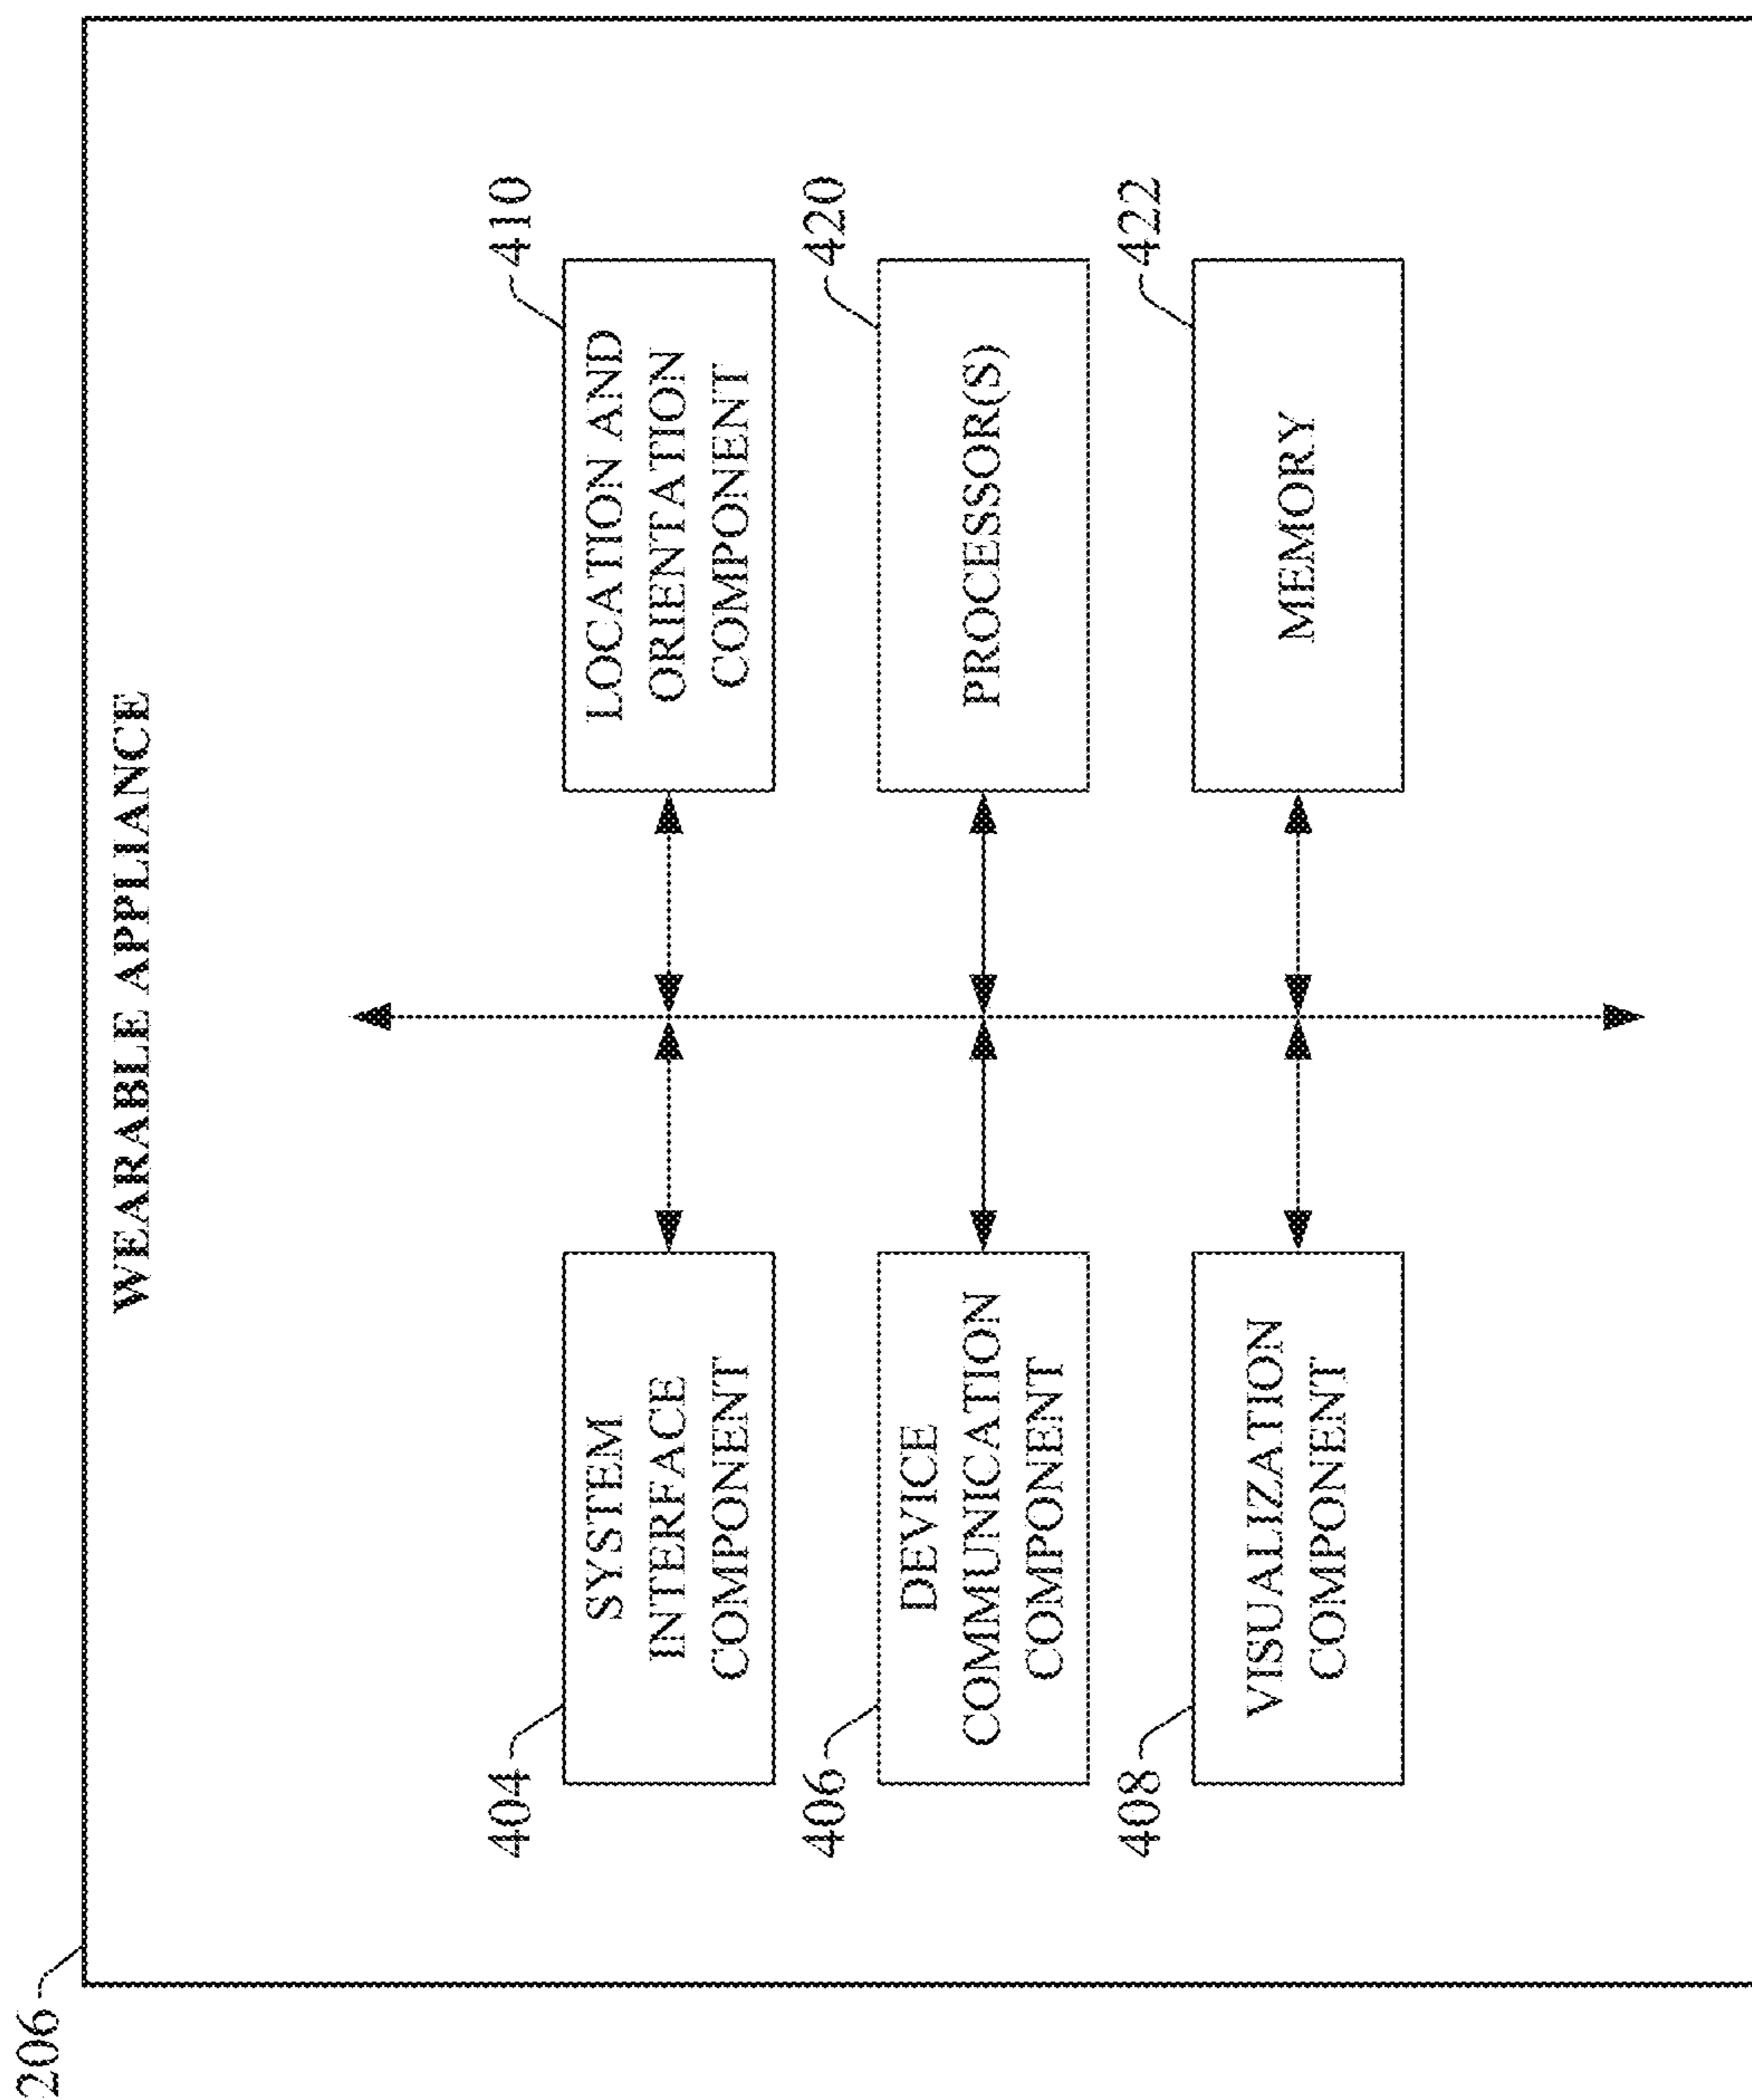 206
WEARABLE APPLIANCE
404
SYSTEM
INTERFACE
COMPONENT
410
LOCATION AND
ORIENTATION
COMPONENT
406
DEVICE
COMMUNICATION
COMPONENT
420
PROCESSOR(S)
408
VISUALIZATION
COMPONENT
422
MEMORY